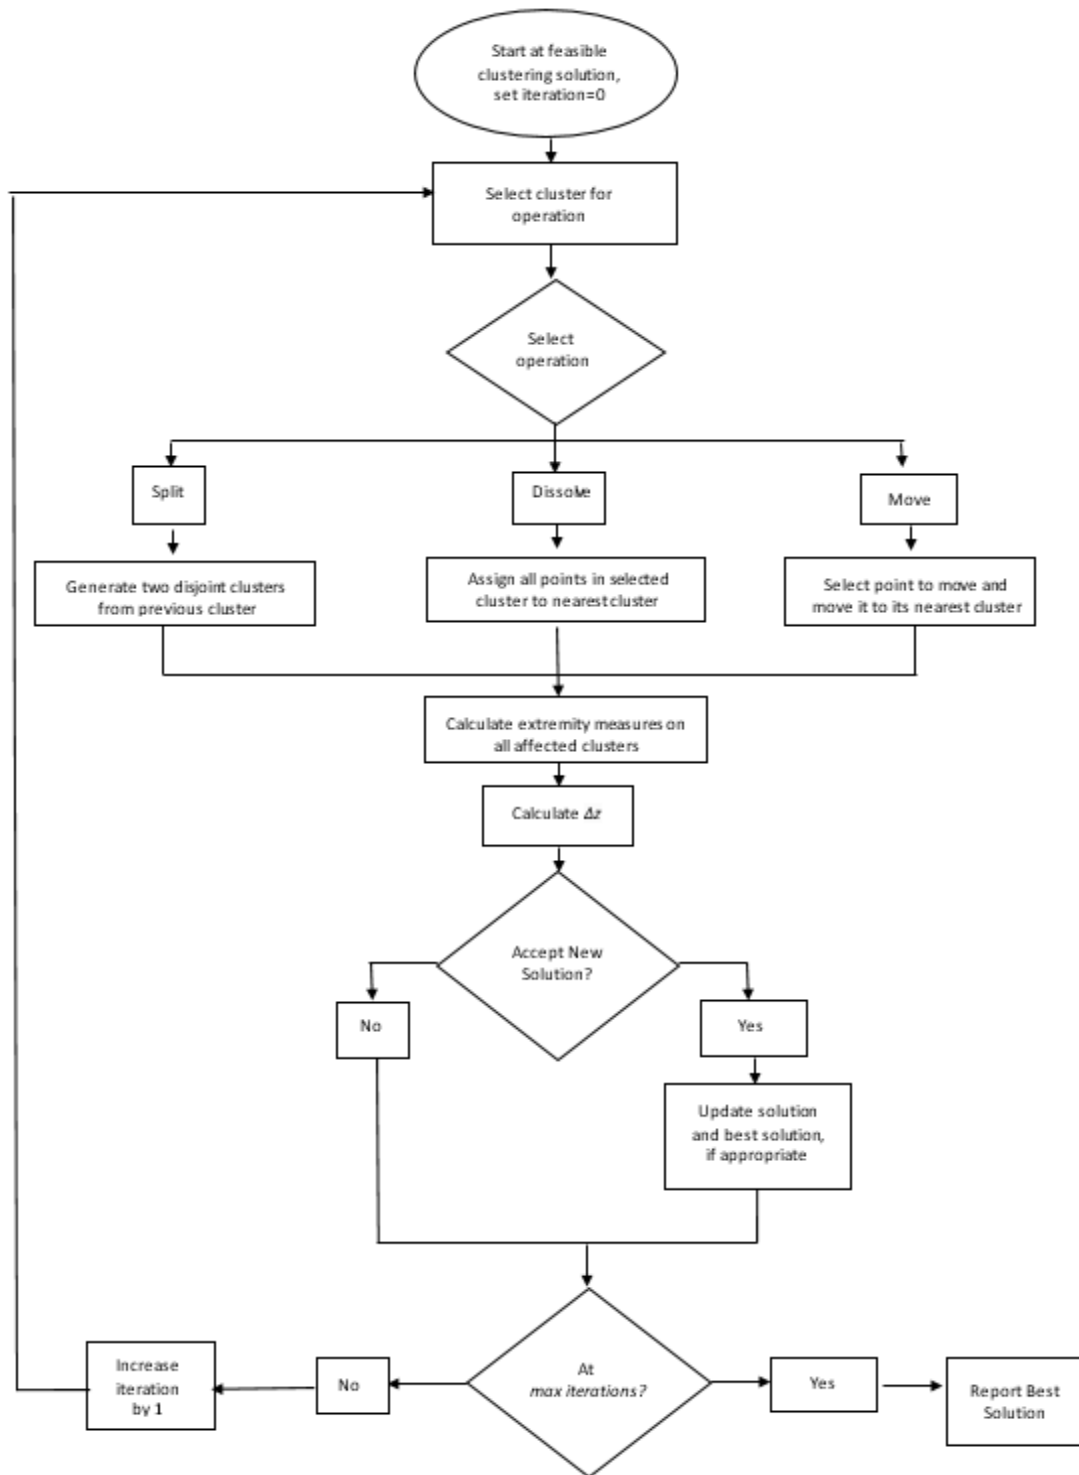 Start at feasible
clustering solution,
set iteration=0
Select cluster for
operation
Select
operation
Split
Dissolve
Move
Generate two disjoint clusters
from previous cluster
Assign all points in selected
cluster to nearest cluster
Select point to move and
move it to its nearest cluster
Calculate extremity measures on
all affected clusters
Calculate Δz
Accept New
Solution?
No
Yes
Update solution
and best solution,
if appropriate
At
max iterations?
No
Increase
iteration
by 1
Yes
Report Best
Solution